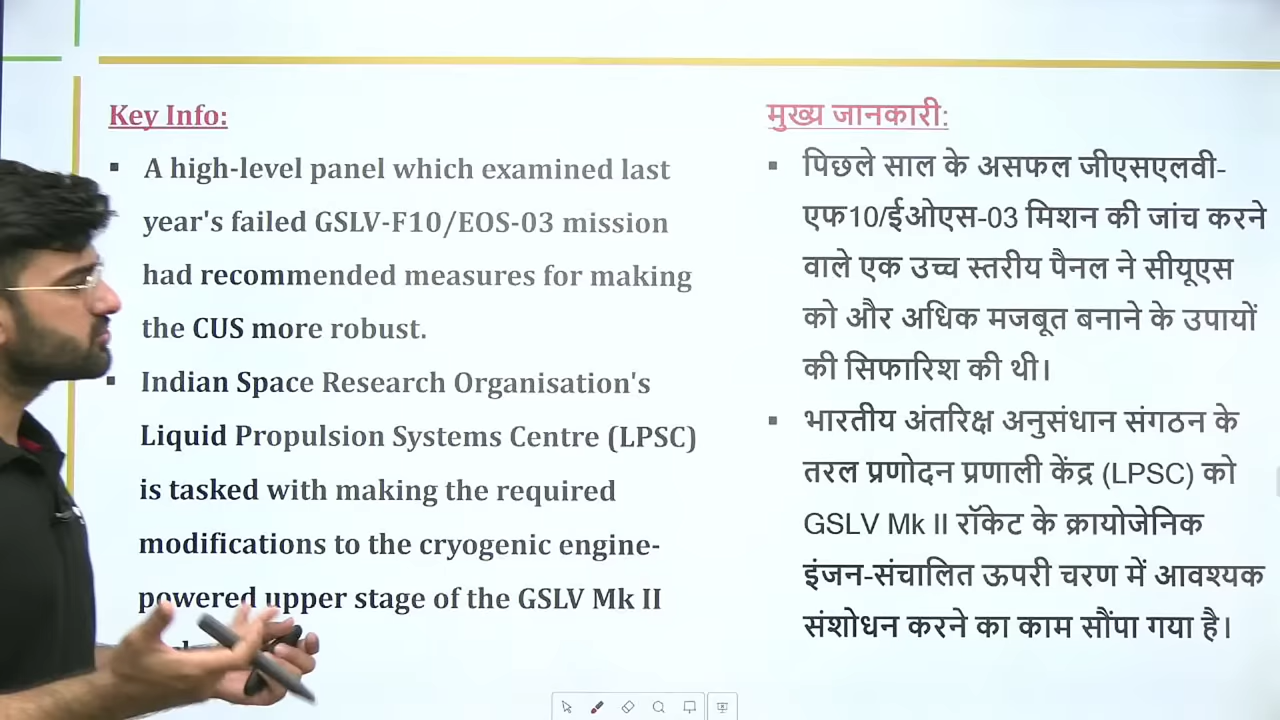 Key Info:
▪ A high-level panel which examined last
year's failed GSLV-F10/EOS-03 mission
had recommended measures for making
the CUS more robust.
▪ Indian Space Research Organisation's
Liquid Propulsion Systems Centre (LPSC)
is tasked with making the required
modifications to the cryogenic engine-
powered upper stage of the GSLV Mk II
मुख्य जानकारी:
▪ पिछले साल के असफल जीएसएलवी-
एफ10/ईओएस-03 मिशन की जांच करने
वाले एक उच्च स्तरीय पैनल ने सीयूएस
को और अधिक मजबूत बनाने के उपायों
की सिफारिश की थी।
▪ भारतीय अंतरिक्ष अनुसंधान संगठन के
तरल प्रणोदन प्रणाली केंद्र (LPSC) को
GSLV Mk II रॉकेट के क्रायोजेनिक
इंजन-संचालित ऊपरी चरण में आवश्यक
संशोधन करने का काम सौंपा गया है।